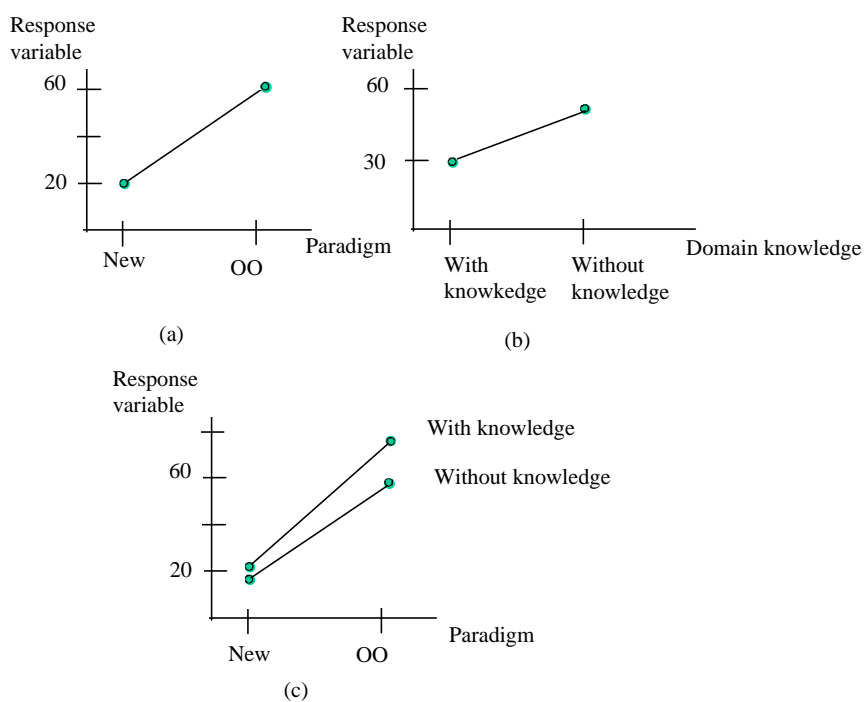 Response
variable
60
20
New
OO
Paradigm
(a)
Response
variable
60
30
With
knowkedge
Without
knowledge
Domain knowledge
(b)
Response
variable
60
20
With knowledge
Without knowledge
New
OO
Paradigm
(c)